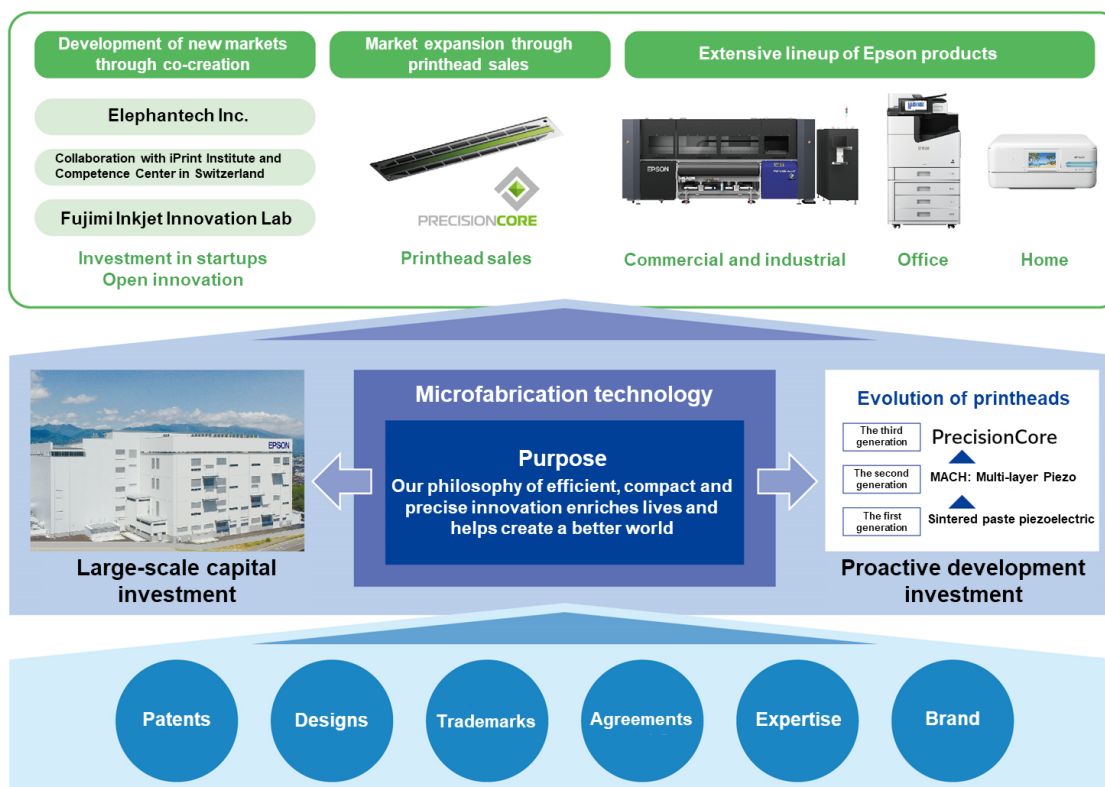 Development of new markets
through co-creation
Market expansion through
printhead sales
Extensive lineup of Epson products
Elephantech Inc.
Collaboration with iPrint Institute and
Competence Center in Switzerland
Fujimi Inkjet Innovation Lab
Investment in startups
Open innovation
PRECISIONCORE
Printhead sales
EPSON
Commercial and industrial
Office
Home
EPSON
Large-scale capital
investment
Microfabrication technology
Purpose
Our philosophy of efficient, compact and
precise innovation enriches lives and
helps create a better world
Evolution of printheads
The third
generation
PrecisionCore
The second
generation
MACH: Multi-layer Piezo
The first
generation
Sintered paste piezoelectric
Proactive development
investment
Patents
Designs
Trademarks
Agreements
Expertise
Brand